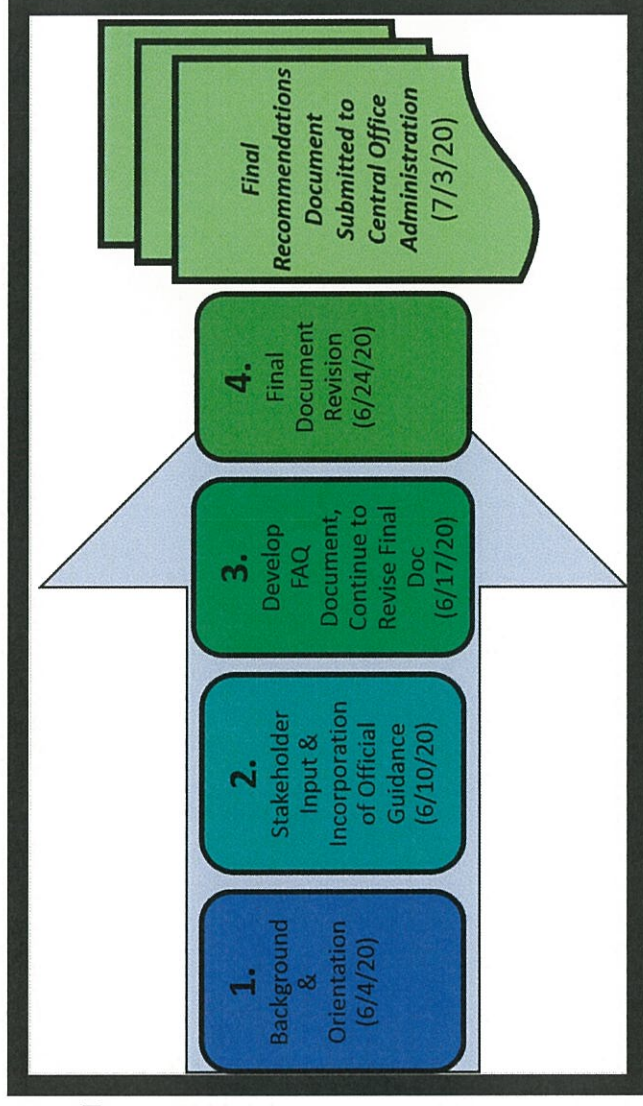 1.
Background
&
Orientation
(6/4/20)
2.
Stakeholder
Input &
Incorporation
of Official
Guidance
(6/10/20)
3.
Develop
FAQ
Document,
Continue to
Revise Final
Doc
(6/17/20)
4.
Final
Document
Revision
(6/24/20)
Final
Recommendations
Document
Submitted to
Central Office
Administration
(7/3/20)